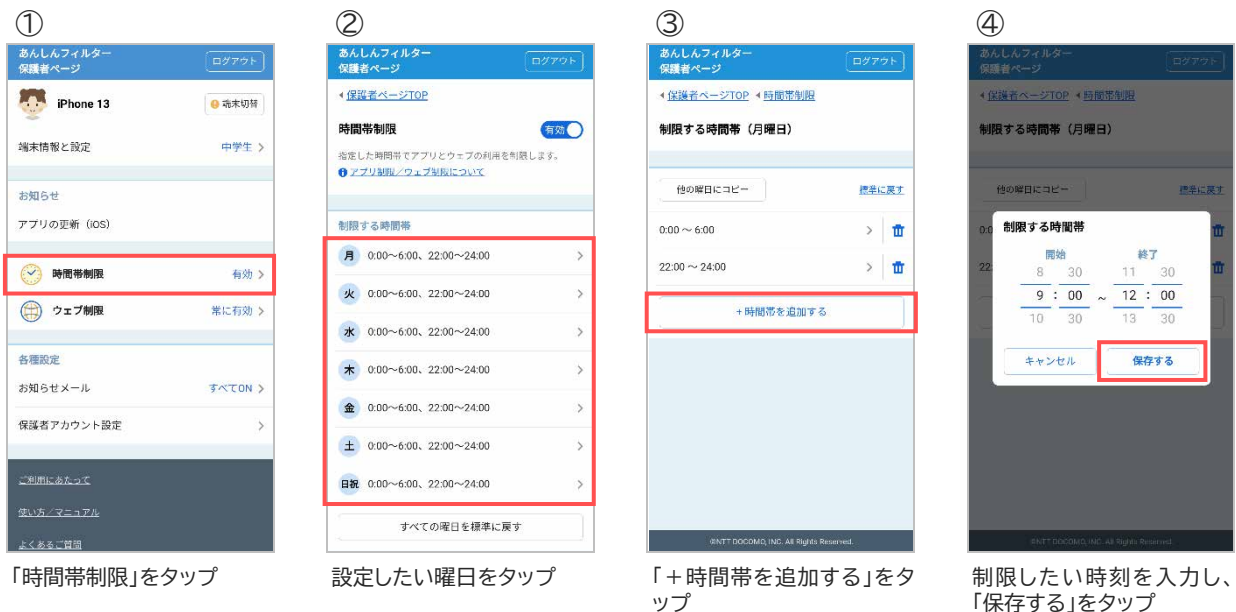 ①
あんしんフィルター
保護者ページ
ログアウト
iPhone 13
端末切替
端末情報と設定
中学生
お知らせ
アプリの更新（iOS）
時間帯制限
有効
ウェブ制限
常に有効
各種設定
お知らせメール
すべてON
保護者アカウント設定
ご利用にあたって
使い方／マニュアル
よくあるご質問
「時間帯制限」をタップ
②
あんしんフィルター
保護者ページ
ログアウト
保護者ページTOP
時間帯制限
有効
指定した時間帯でアプリとウェブの利用を制限します。
アプリ制限／ウェブ制限について
制限する時間帯
月 0:00～6:00、22:00～24:00
火 0:00～6:00、22:00～24:00
水 0:00～6:00、22:00～24:00
木 0:00～6:00、22:00～24:00
金 0:00～6:00、22:00～24:00
土 0:00～6:00、22:00～24:00
日祝 0:00～6:00、22:00～24:00
すべての曜日を標準に戻す
設定したい曜日をタップ
③
あんしんフィルター
保護者ページ
ログアウト
保護者ページTOP 時間帯制限
制限する時間帯（月曜日）
他の曜日にコピー
標準に戻す
0:00 ～ 6:00
22:00 ～ 24:00
+ 時間帯を追加する
©NTT DOCOMO, INC. All Rights Reserved.
「＋時間帯を追加する」をタ
ップ
④
あんしんフィルター
保護者ページ
ログアウト
保護者ページTOP 時間帯制限
制限する時間帯（月曜日）
他の曜日にコピー
標準に戻す
0:0
22:
制限する時間帯
開始 終了
8 30 11 30
9 : 00 ～ 12 : 00
10 30 13 30
キャンセル
保存する
©NTT DOCOMO, INC. All Rights Reserved.
制限したい時刻を入力し、
「保存する」をタップ